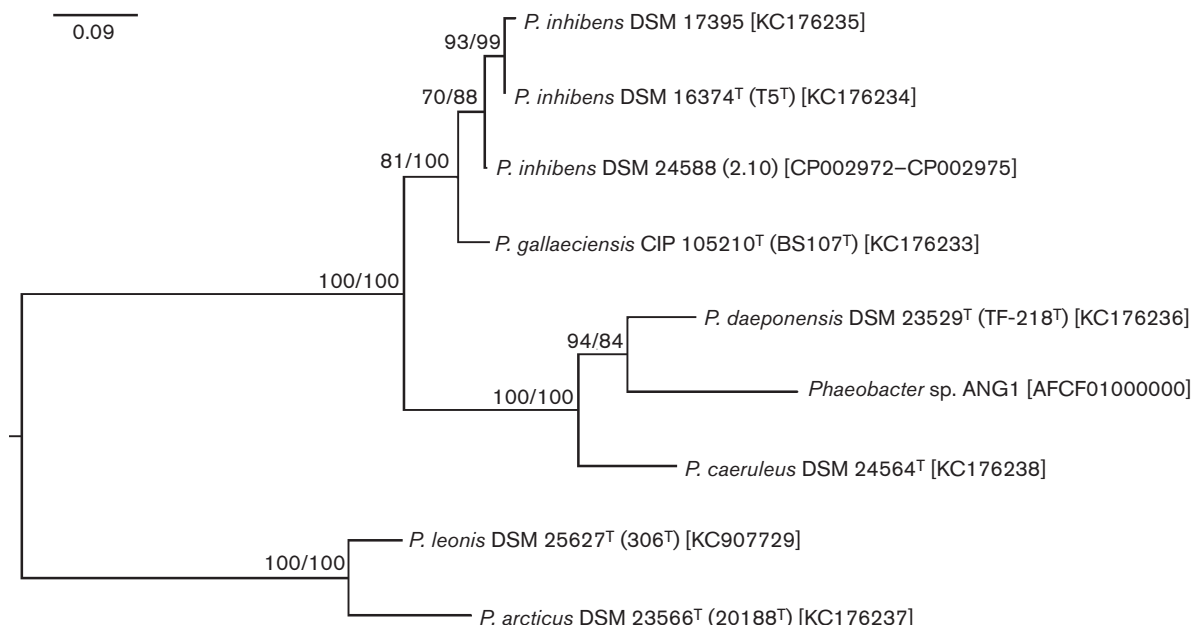 0.09
P. inhibens DSM 17395 [KC176235]
93/99
P. inhibens DSM 16374ᵀ (T5ᵀ) [KC176234]
70/88
81/100
P. inhibens DSM 24588 (2.10) [CP002972–CP002975]
P. gallaeciensis CIP 105210ᵀ (BS107ᵀ) [KC176233]
100/100
P. daeponensis DSM 23529ᵀ (TF-218ᵀ) [KC176236]
94/84
Phaeobacter sp. ANG1 [AFCF01000000]
100/100
P. caeruleus DSM 24564ᵀ [KC176238]
P. leonis DSM 25627ᵀ (306ᵀ) [KC907729]
100/100
P. arcticus DSM 23566ᵀ (20188ᵀ) [KC176237]